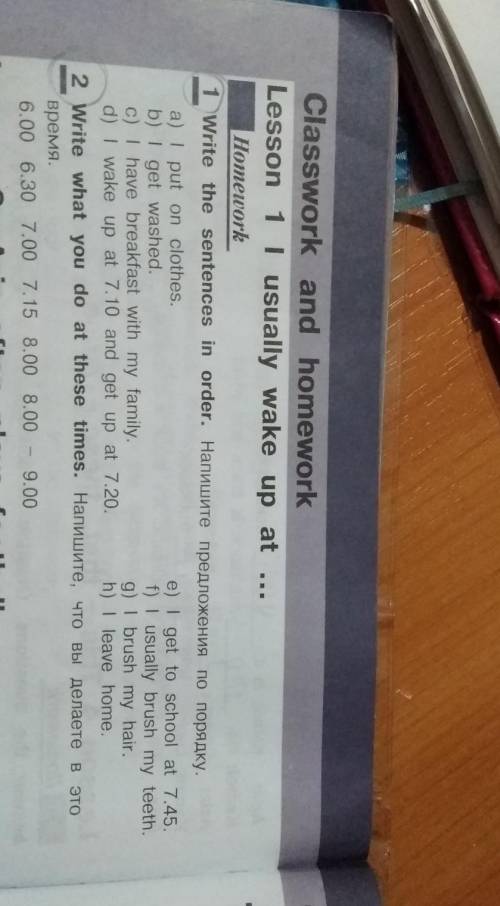 Classwork and homework
Lesson 1 I usually wake up at ...
Homework
1 Write the sentences in order. Напишите предложения по порядку.
a) I put on clothes.
b) I get washed.
c) I have breakfast with my family.
d) I wake up at 7.10 and get up at 7.20.
e) I get to school at 7.45.
f) I usually brush my teeth.
g) I brush my hair.
h) I leave home.
2 Write what you do at these times. Напишите, что вы делаете в это
время.
6.00 6.30 7.00 7.15 8.00 8.00 – 9.00